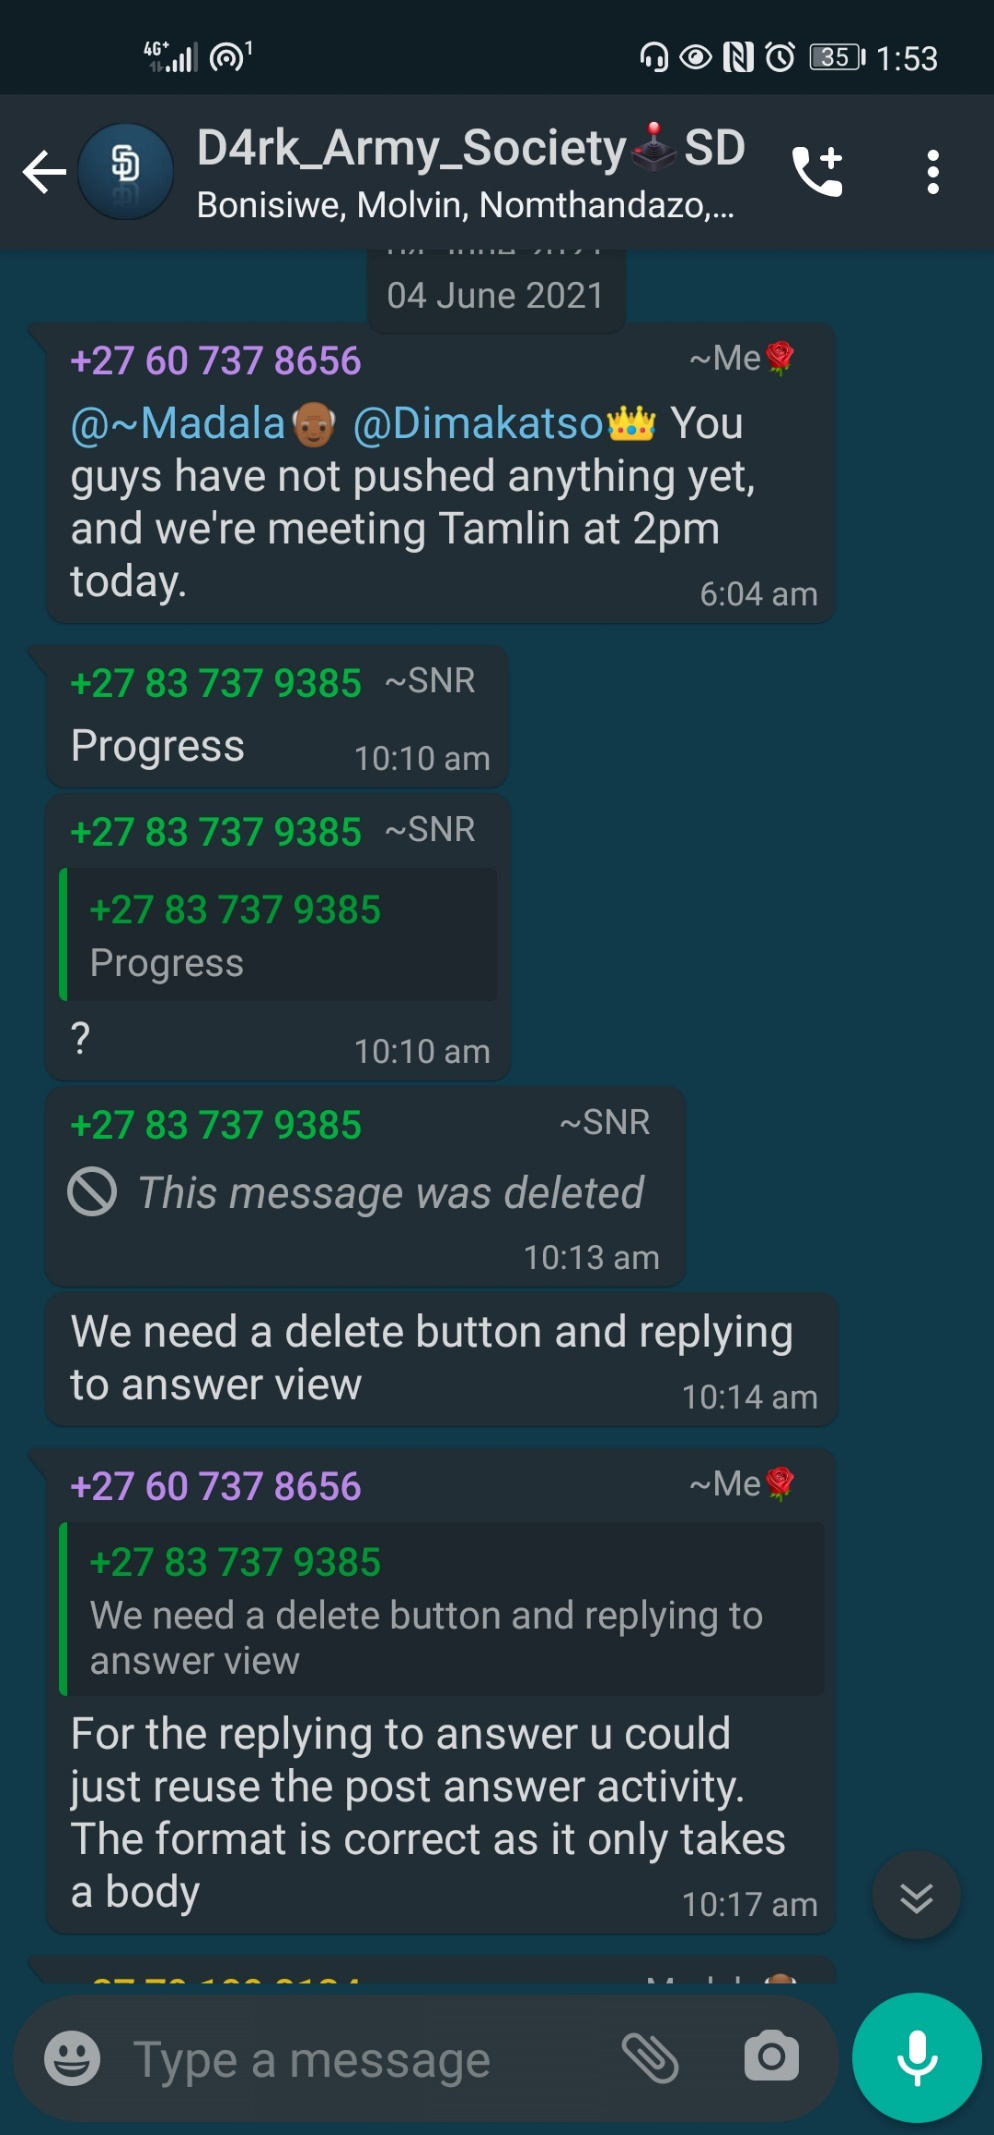 4G+ 1 35 1:53
D4rk_Army_Society🕹️SD
Bonisiwe, Molvin, Nomthandazo,...
04 June 2021
+27 60 737 8656 ~Me🌹
@~Madala👴🏾 @Dimakatso👑 You
guys have not pushed anything yet,
and we're meeting Tamlin at 2pm
today.
6:04 am
+27 83 737 9385 ~SNR
Progress 10:10 am
+27 83 737 9385 ~SNR
+27 83 737 9385
Progress
?
10:10 am
+27 83 737 9385 ~SNR
This message was deleted
10:13 am
We need a delete button and replying
to answer view 10:14 am
+27 60 737 8656 ~Me🌹
+27 83 737 9385
We need a delete button and replying to
answer view
For the replying to answer u could
just reuse the post answer activity.
The format is correct as it only takes
a body 10:17 am
Type a message